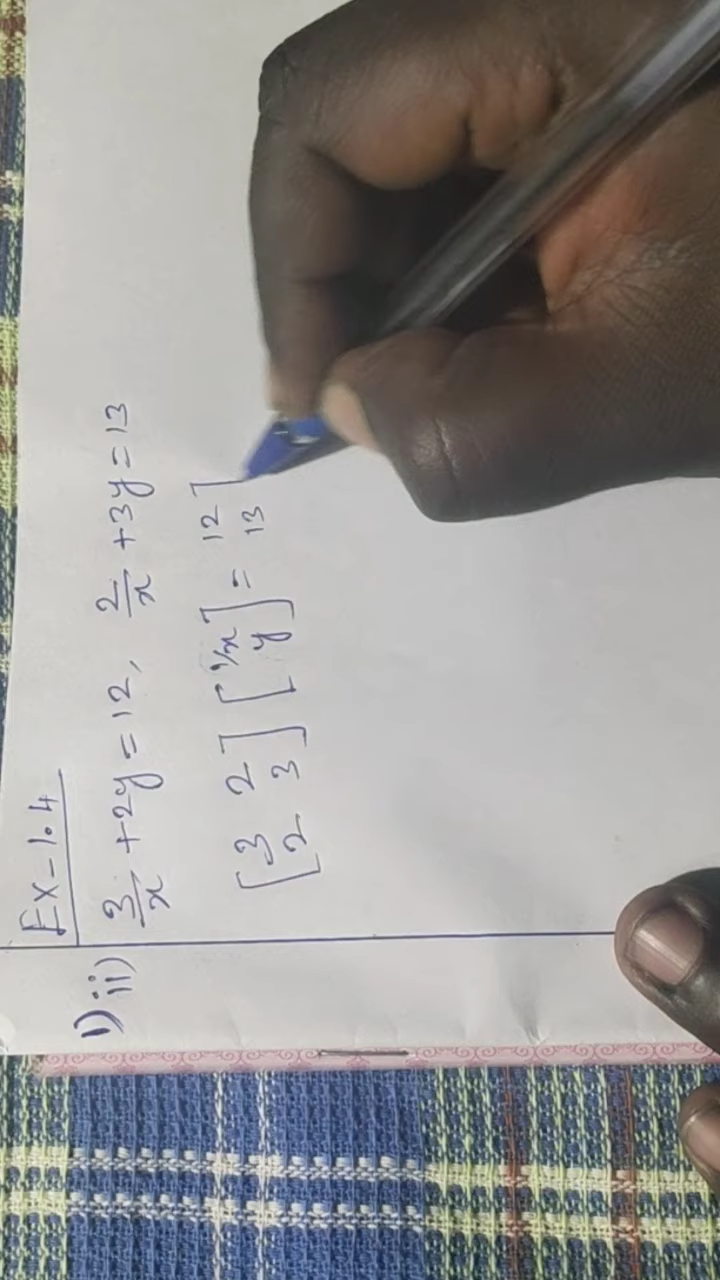 Ex-1.4
1) ii) 3/x + 2y = 12, 2/x + 3y = 13
[3 2] [1/x] = 12]
[2 3] [y] = 13